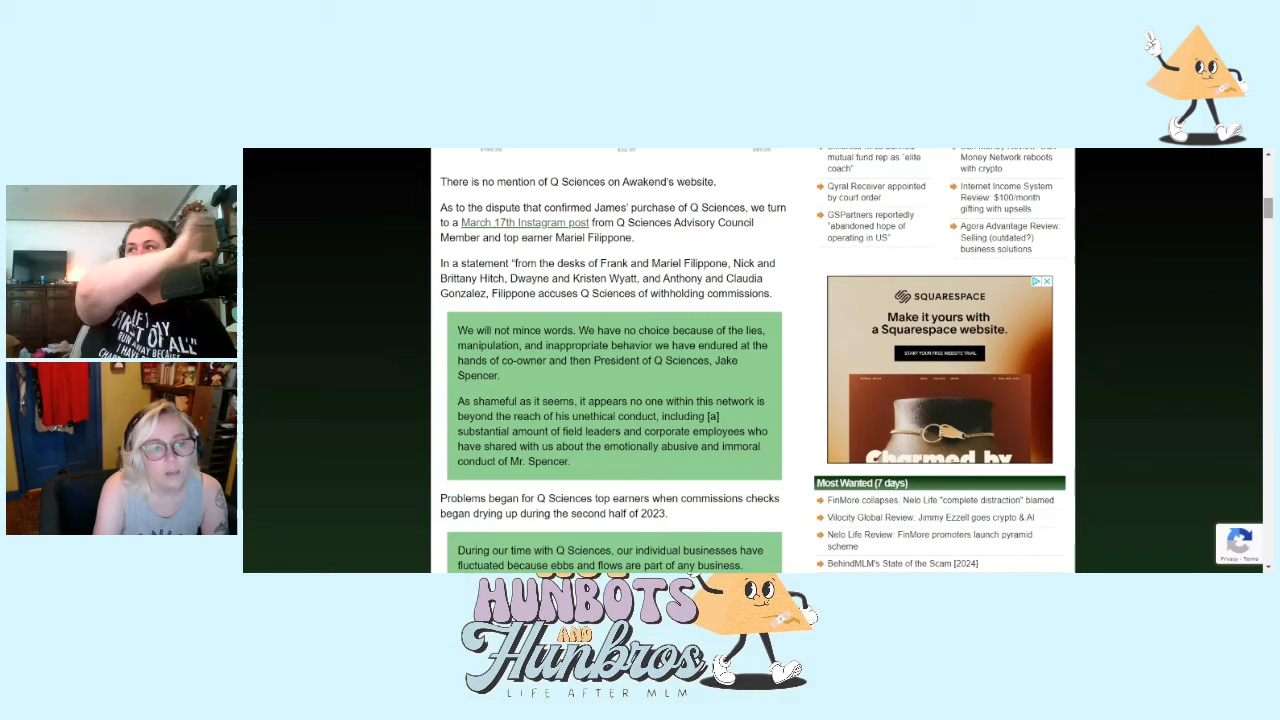 There is no mention of Q Sciences on Awakend's website.
As to the dispute that confirmed James' purchase of Q Sciences, we turn
to a March 17th Instagram post from Q Sciences Advisory Council
Member and top earner Mariel Filippone.
In a statement “from the desks of Frank and Mariel Filippone, Nick and
Brittany Hitch, Dwayne and Kristen Wyatt, and Anthony and Claudia
Gonzalez, Filippone accuses Q Sciences of withholding commissions.
We will not mince words. We have no choice because of the lies,
manipulation, and inappropriate behavior we have endured at the
hands of co-owner and then President of Q Sciences, Jake
Spencer.
As shameful as it seems, it appears no one within this network is
beyond the reach of his unethical conduct, including [a]
substantial amount of field leaders and corporate employees who
have shared with us about the emotionally abusive and immoral
conduct of Mr. Spencer.
Problems began for Q Sciences top earners when commissions checks
began drying up during the second half of 2023.
During our time with Q Sciences, our individual businesses have
fluctuated because ebbs and flows are part of any business.
mutual fund rep as “elite
coach”
Qyral Receiver appointed
by court order
GSPartners reportedly
“abandoned hope of
operating in US”
Money Network reboots
with crypto
Internet Income System
Review: $100/month
gifting with upsells
Agora Advantage Review:
Selling (outdated?)
business solutions
SQUARESPACE
Make it yours with
a Squarespace website.
START YOUR FREE WEBSITE TRIAL
Charmed by
Most Wanted (7 days)
FinMore collapses, Nelo Life "complete distraction" blamed
Vilocity Global Review: Jimmy Ezzell goes crypto & AI
Nelo Life Review: FinMore promoters launch pyramid
scheme
BehindMLM's State of the Scam [2024]
Privacy - Terms
HUNBOTS
AND
Hunbros
LIFE AFTER MLM